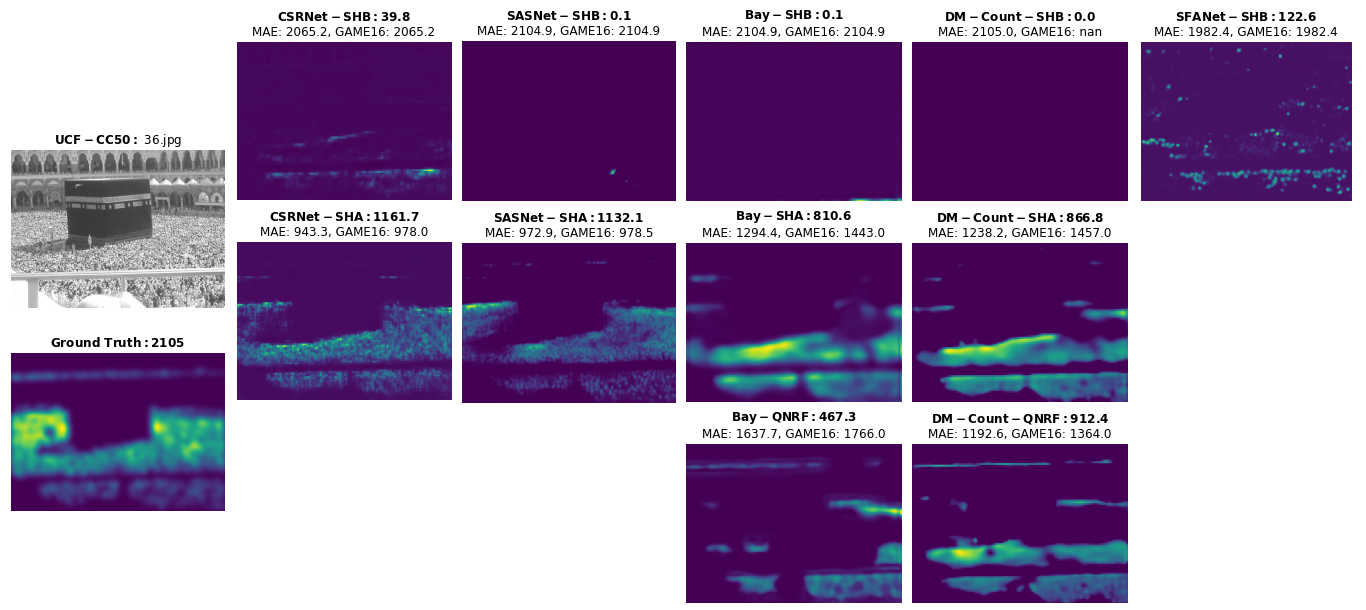 UCF − CC50 : 36.jpg
Ground Truth : 2105
CSRNet − SHB : 39.8
MAE: 2065.2, GAME16: 2065.2
SASNet − SHB : 0.1
MAE: 2104.9, GAME16: 2104.9
Bay − SHB : 0.1
MAE: 2104.9, GAME16: 2104.9
DM − Count − SHB : 0.0
MAE: 2105.0, GAME16: nan
SFANet − SHB : 122.6
MAE: 1982.4, GAME16: 1982.4
CSRNet − SHA : 1161.7
MAE: 943.3, GAME16: 978.0
SASNet − SHA : 1132.1
MAE: 972.9, GAME16: 978.5
Bay − SHA : 810.6
MAE: 1294.4, GAME16: 1443.0
DM − Count − SHA : 866.8
MAE: 1238.2, GAME16: 1457.0
Bay − QNRF : 467.3
MAE: 1637.7, GAME16: 1766.0
DM − Count − QNRF : 912.4
MAE: 1192.6, GAME16: 1364.0